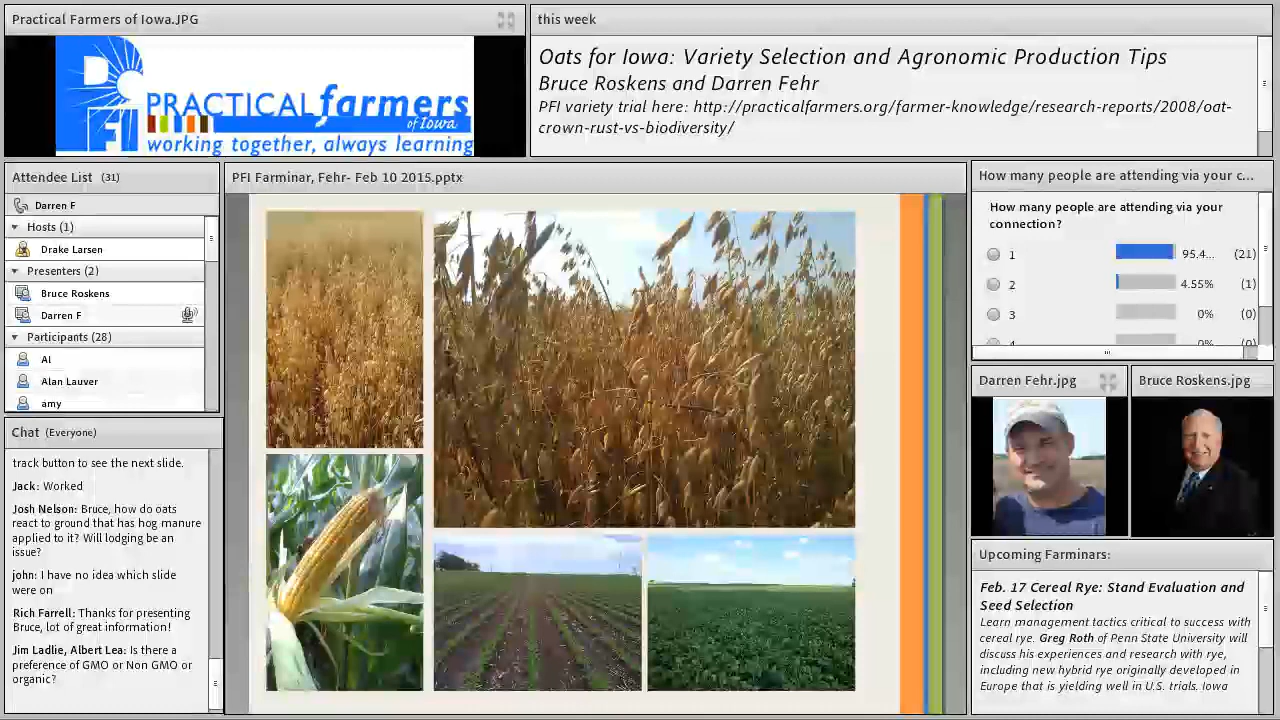 Practical Farmers of Iowa.JPG
PFI
PRACTICAL farmers
of Iowa
working together, always learning
this week
Oats for Iowa: Variety Selection and Agronomic Production Tips
Bruce Roskens and Darren Fehr
PFI variety trial here: http://practicalfarmers.org/farmer-knowledge/research-reports/2008/oat-
crown-rust-vs-biodiversity/
Attendee List (31)
Darren F
Hosts (1)
Drake Larsen
Presenters (2)
Bruce Roskens
Darren F
Participants (28)
Al
Alan Lauver
amy
Chat (Everyone)
track button to see the next slide.
Jack: Worked
Josh Nelson: Bruce, how do oats
react to ground that has hog manure
applied to it? Will lodging be an
issue?
john: I have no idea which slide
were on
Rich Farrell: Thanks for presenting
Bruce, lot of great information!
Jim Ladlie, Albert Lea: Is there a
preference of GMO or Non GMO or
organic?
PFI Farminar, Fehr- Feb 10 2015.pptx
How many people are attending via your c...
How many people are attending via your
connection?
1 95.4... (21)
2 4.55% (1)
3 0% (0)
4 0% (0)
Darren Fehr.jpg
Bruce Roskens.jpg
Upcoming Farminars:
Feb. 17 Cereal Rye: Stand Evaluation and
Seed Selection
Learn management tactics critical to success with
cereal rye. Greg Roth of Penn State University will
discuss his experiences and research with rye,
including new hybrid rye originally developed in
Europe that is yielding well in U.S. trials. Iowa